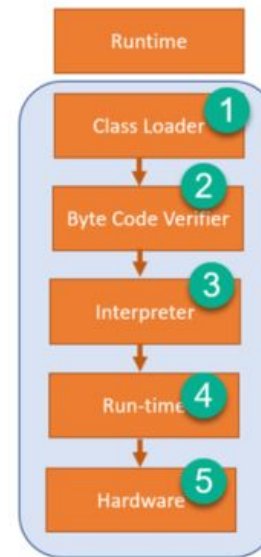 Runtime
1
Class Loader
2
Byte Code Verifier
3
Interpreter
4
Run-time
5
Hardware